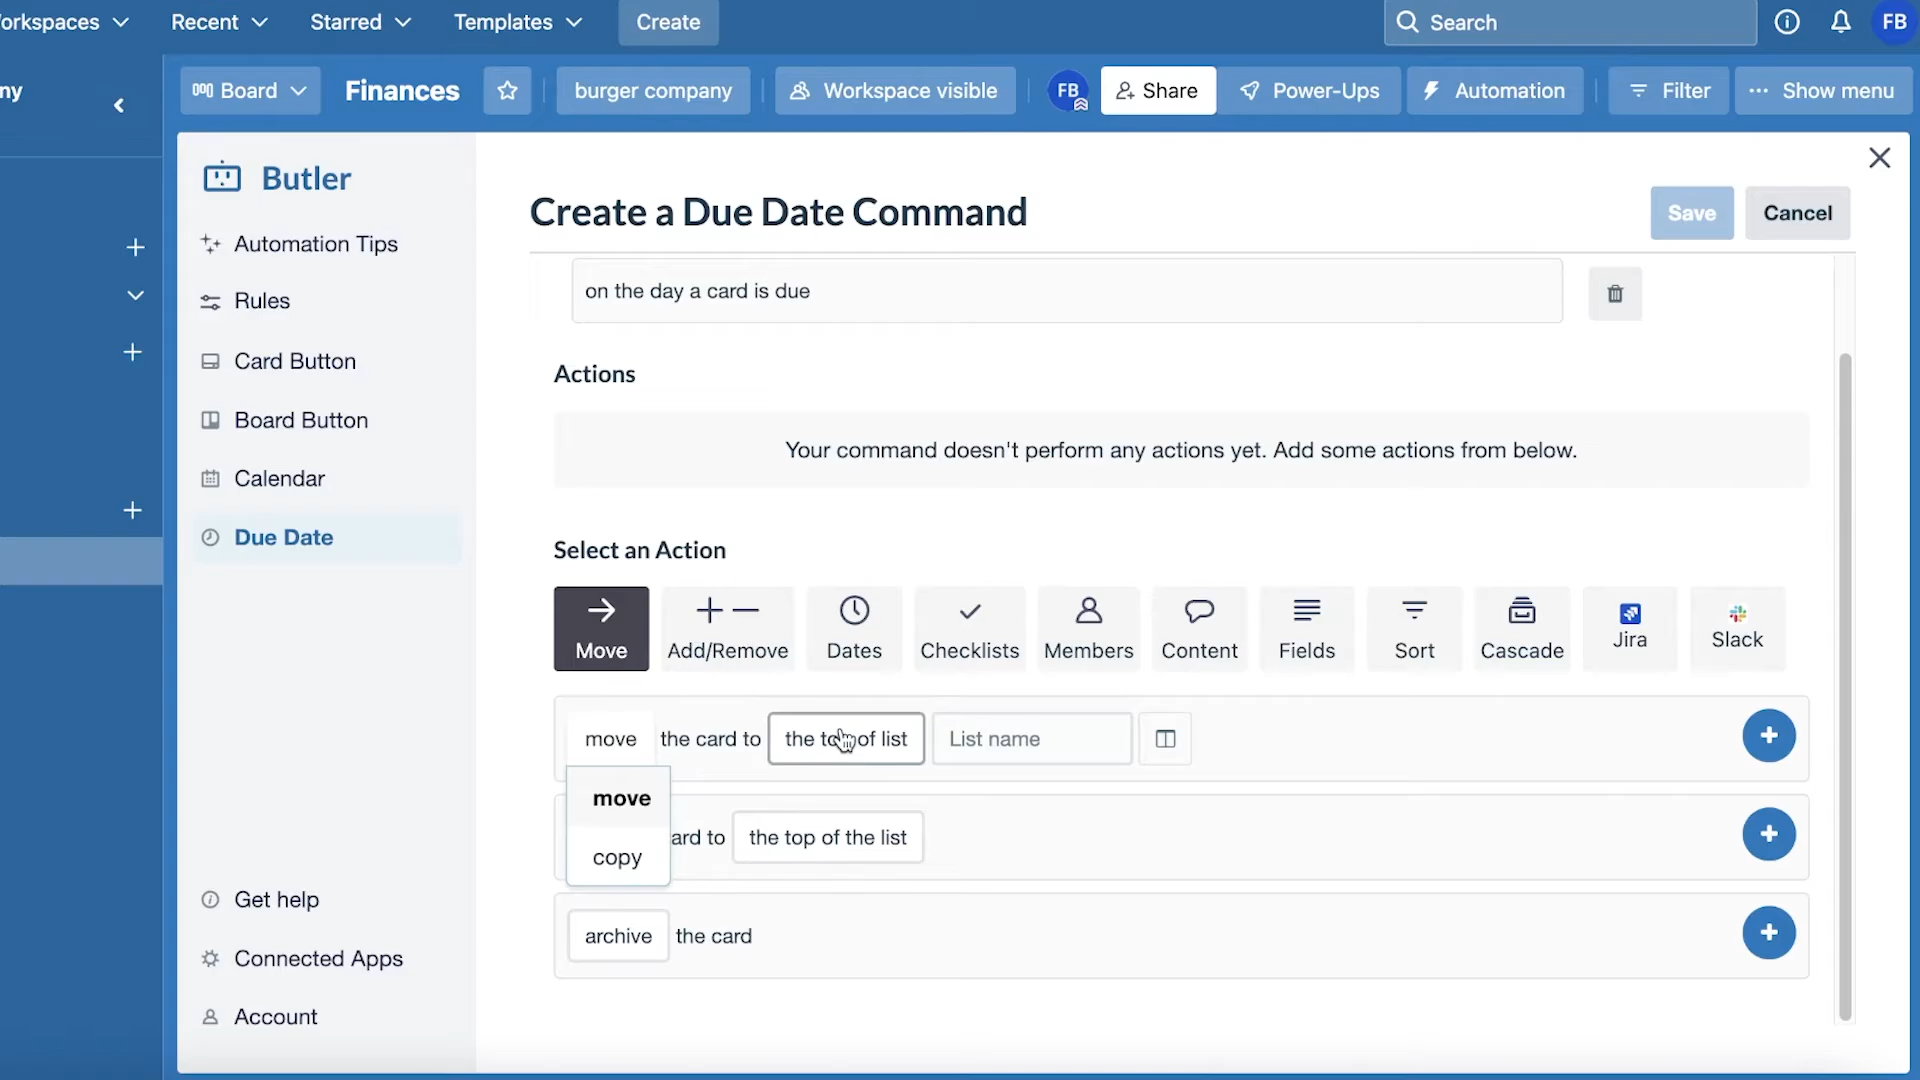 orkspaces Recent Starred Templates Create Search FB
ny
Board Finances burger company Workspace visible FB Share Power-Ups Automation Filter ... Show menu
Butler
Automation Tips
Rules
Card Button
Board Button
Calendar
Due Date
Get help
Connected Apps
Account
Create a Due Date Command
Save Cancel
on the day a card is due
Actions
Your command doesn't perform any actions yet. Add some actions from below.
Select an Action
Move Add/Remove Dates Checklists Members Content Fields Sort Cascade Jira Slack
move the card to the top of list List name
move
copy
ard to the top of the list
archive the card